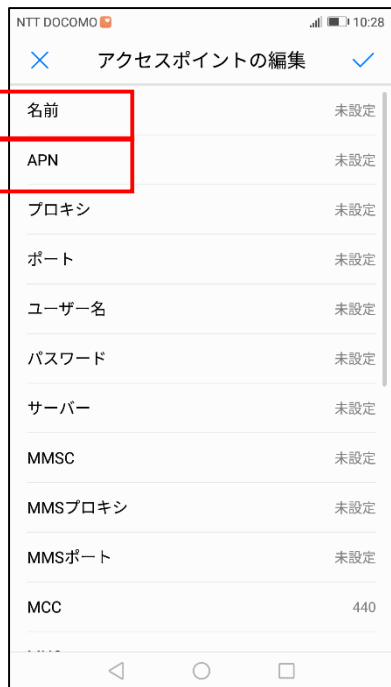 NTT DOCOMO 10:28
アクセスポイントの編集
名前 未設定
APN 未設定
プロキシ 未設定
ポート 未設定
ユーザー名 未設定
パスワード 未設定
サーバー 未設定
MMSC 未設定
MMSプロキシ 未設定
MMSポート 未設定
MCC 440